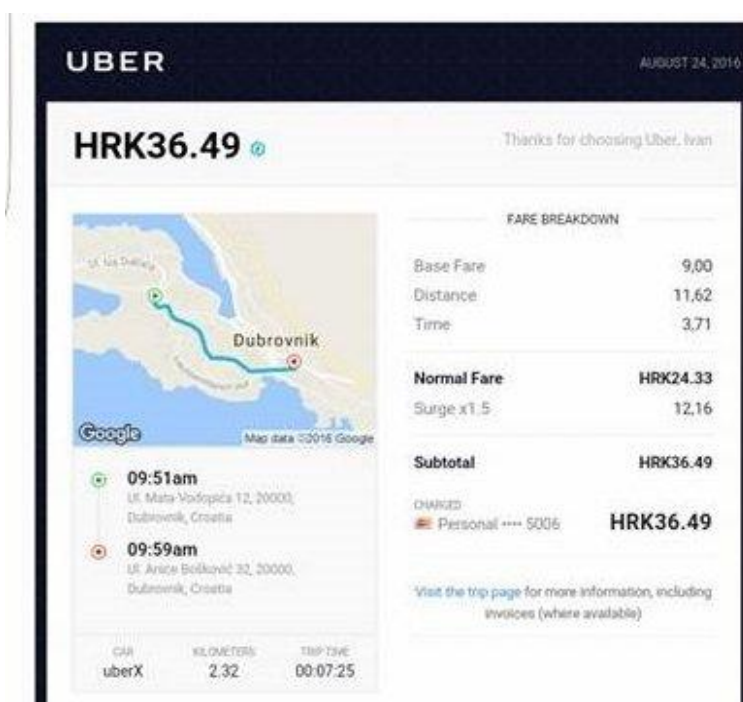 UBER
AUGUST 24, 2016
HRK36.49
Thanks for choosing Uber, Ivan
Dubrovnik
Google
Map data ©2016 Google
09:51am
Ul. Mata Vodopića 12, 20000,
Dubrovnik, Croatia
09:59am
Ul. Anice Bošković 32, 20000,
Dubrovnik, Croatia
CAR
KILOMETERS
TRIP TIME
uberX
2.32
00:07:25
FARE BREAKDOWN
Base Fare
9,00
Distance
11,62
Time
3,71
Normal Fare
HRK24.33
Surge x1.5
12,16
Subtotal
HRK36.49
CHARGED
Personal •••• 5006
HRK36.49
Visit the trip page for more information, including
invoices (where available)